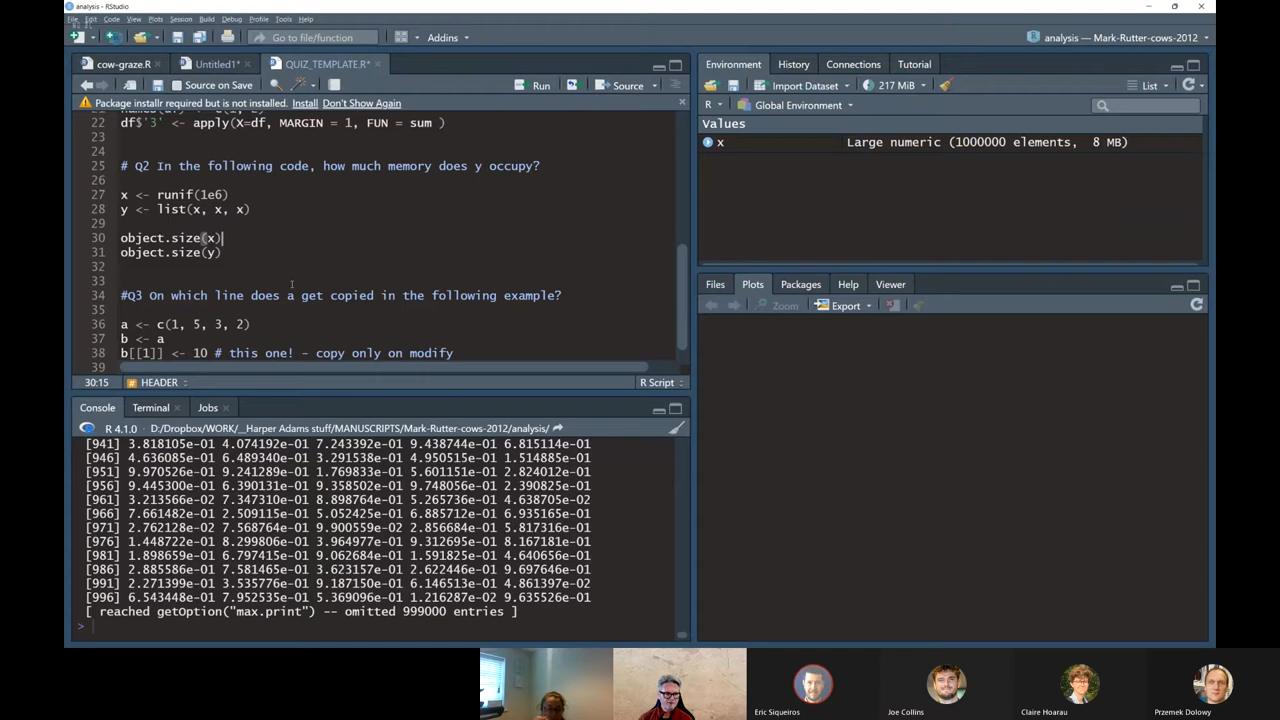 analysis - RStudio
File Edit Code View Plots Session Build Debug Profile Tools Help
Go to file/function
Addins
analysis — Mark-Rutter-cows-2012
cow-graze.R
Untitled1*
QUIZ_TEMPLATE.R*
Source on Save
Run
Source
Package installr required but is not installed. Install Don't Show Again
22 df$'3' <- apply(X=df, MARGIN = 1, FUN = sum )
23
24
25 # Q2 In the following code, how much memory does y occupy?
26
27 x <- runif(1e6)
28 y <- list(x, x, x)
29
30 object.size(x)
31 object.size(y)
32
33
34 #Q3 On which line does a get copied in the following example?
35
36 a <- c(1, 5, 3, 2)
37 b <- a
38 b[[1]] <- 10 # this one! - copy only on modify
39
30:15 # HEADER R Script
Console Terminal Jobs
R 4.1.0 · D:/Dropbox/WORK/__Harper Adams stuff/MANUSCRIPTS/Mark-Rutter-cows-2012/analysis/
[941] 3.818105e-01 4.074192e-01 7.243392e-01 9.438744e-01 6.815114e-01
[946] 4.636085e-01 6.489340e-01 3.291538e-01 4.950515e-01 1.514885e-01
[951] 9.970526e-01 9.241289e-01 1.769833e-01 5.601151e-01 2.824012e-01
[956] 9.445300e-01 6.390131e-01 9.358502e-01 9.748056e-01 2.390825e-01
[961] 3.213566e-02 7.347310e-01 8.898764e-01 5.265736e-01 4.638705e-02
[966] 7.661482e-01 2.509115e-01 5.052425e-01 6.885712e-01 6.935165e-01
[971] 2.762128e-02 7.568764e-01 9.900559e-02 2.856684e-01 5.817316e-01
[976] 1.448722e-01 8.299806e-01 3.964977e-01 9.312695e-01 8.167181e-01
[981] 1.898659e-01 6.797415e-01 9.062684e-01 1.591825e-01 4.640656e-01
[986] 2.885586e-01 7.581465e-01 3.623157e-01 2.622446e-01 9.697646e-01
[991] 2.271399e-01 3.535776e-01 9.187150e-01 6.146513e-01 4.861397e-02
[996] 6.543448e-01 7.952535e-01 5.369096e-01 1.216287e-02 9.635526e-01
[ reached getOption("max.print") -- omitted 999000 entries ]
>
Environment History Connections Tutorial
Import Dataset 217 MiB List
R Global Environment
Values
x Large numeric (1000000 elements, 8 MB)
Files Plots Packages Help Viewer
Zoom Export
Eric Siqueiros
Joe Collins
Claire Hoarau
Przemek Dolowy